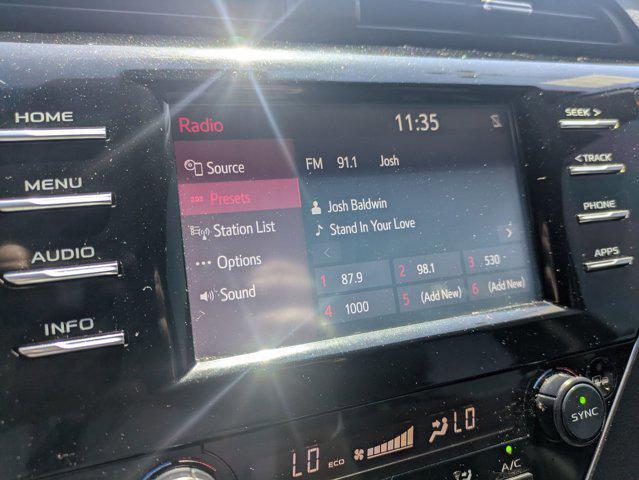 HOME
MENU
AUDIO
INFO
Radio
11:35
Source
Presets
Station List
Options
Sound
FM 91.1 Josh
Josh Baldwin
Stand In Your Love
1 87.9
2 98.1
3 530
4 1000
5 (Add New)
6 (Add New)
SEEK >
< TRACK
PHONE
APPS
LO
ECO
LO
A/C
SYNC